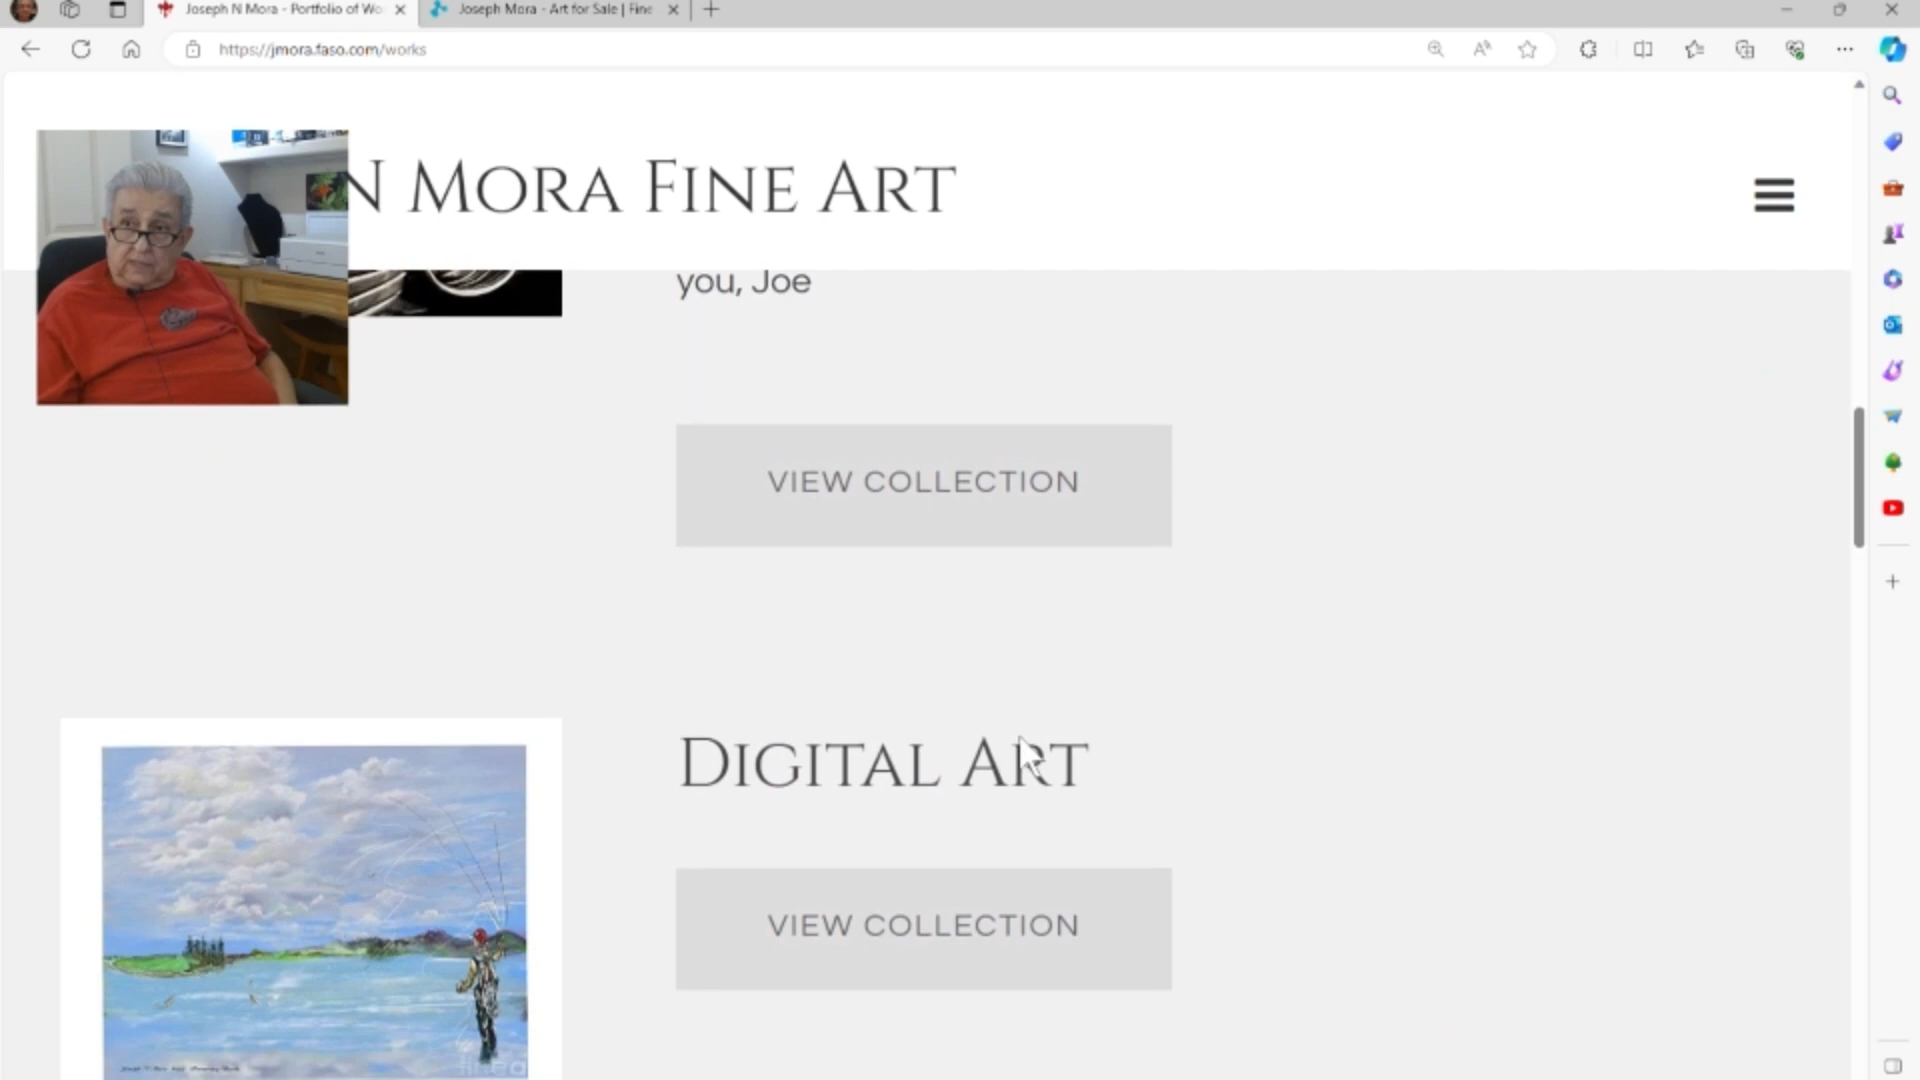 Joseph N Mora - Portfolio of Wo
Joseph Mora - Art for Sale | Fine
https://jmora.faso.com/works
N MORA FINE ART
you, Joe
VIEW COLLECTION
DIGITAL ART
VIEW COLLECTION